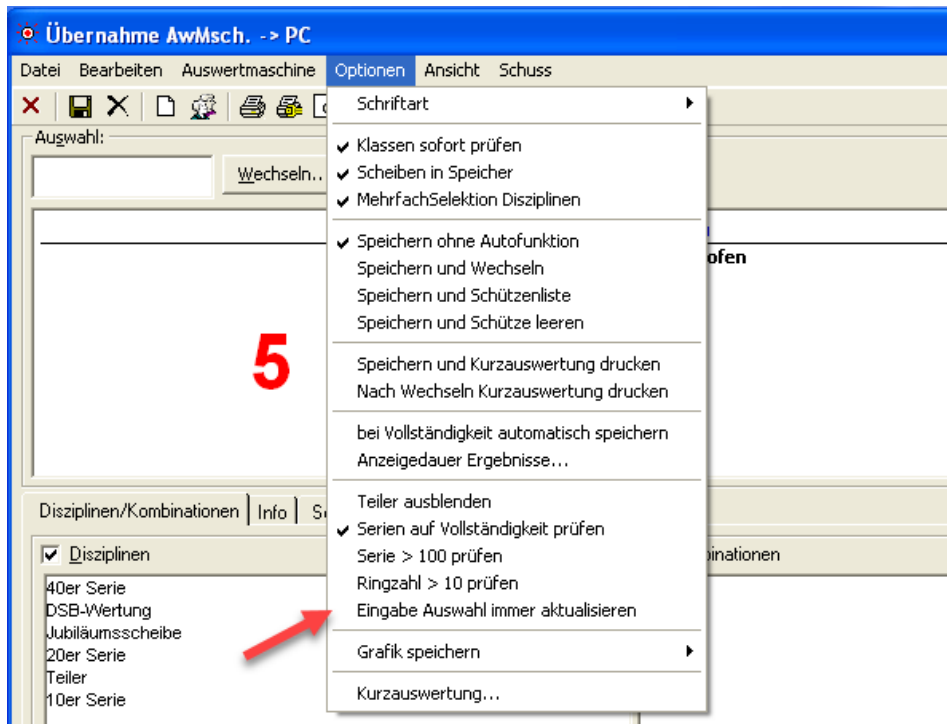 Übernahme AwMsch. -> PC
Datei Bearbeiten Auswertmaschine Optionen Ansicht Schuss
Auswahl:
Wechseln..
5
ofen
Schriftart
Klassen sofort prüfen
Scheiben in Speicher
MehrfachSelektion Disziplinen
Speichern ohne Autofunktion
Speichern und Wechseln
Speichern und Schützenliste
Speichern und Schütze leeren
Speichern und Kurzauswertung drucken
Nach Wechseln Kurzauswertung drucken
bei Vollständigkeit automatisch speichern
Anzeigedauer Ergebnisse...
Teiler ausblenden
Serien auf Vollständigkeit prüfen
Serie > 100 prüfen
Ringzahl > 10 prüfen
Eingabe Auswahl immer aktualisieren
Grafik speichern
Kurzauswertung...
Disziplinen/Kombinationen Info
Disziplinen
binationen
40er Serie
DSB-Wertung
Jubiläumsscheibe
20er Serie
Teiler
10er Serie